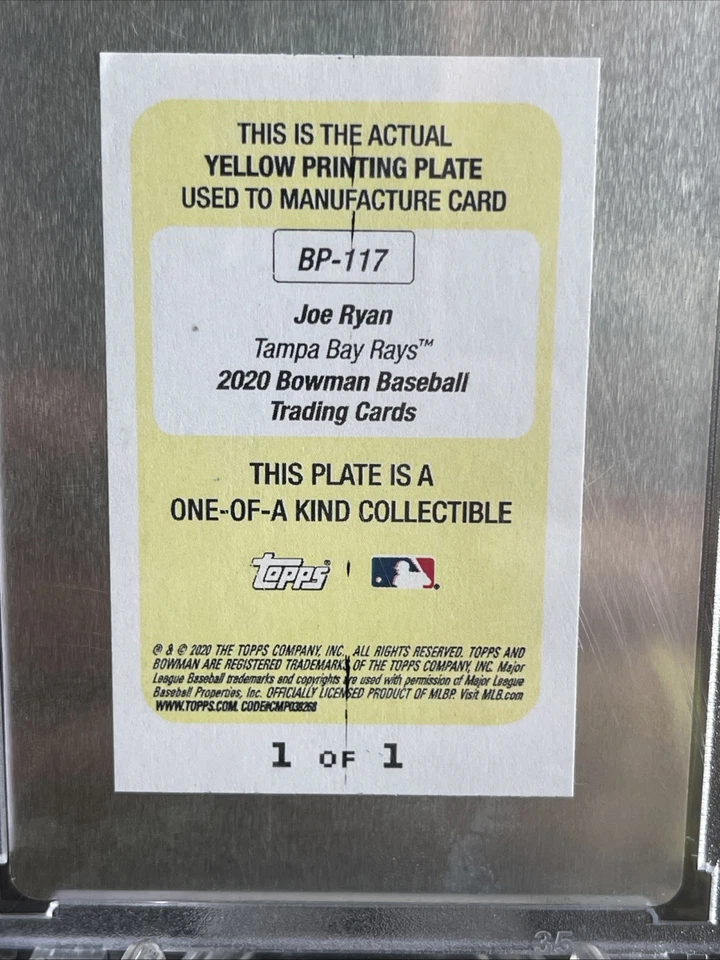 THIS IS THE ACTUAL
YELLOW PRINTING PLATE
USED TO MANUFACTURE CARD
BP-117
Joe Ryan
Tampa Bay Rays™
2020 Bowman Baseball
Trading Cards
THIS PLATE IS A
ONE-OF-A KIND COLLECTIBLE
topps®
® & © 2020 THE TOPPS COMPANY, INC. ALL RIGHTS RESERVED. TOPPS AND
BOWMAN ARE REGISTERED TRADEMARKS OF THE TOPPS COMPANY, INC. Major
League Baseball trademarks and copyrights are used with permission of Major League
Baseball Properties, Inc. OFFICIALLY LICENSED PRODUCT OF MLBP. Visit MLB.com
WWW.TOPPS.COM. CODE#CMP038268
1 OF 1
35